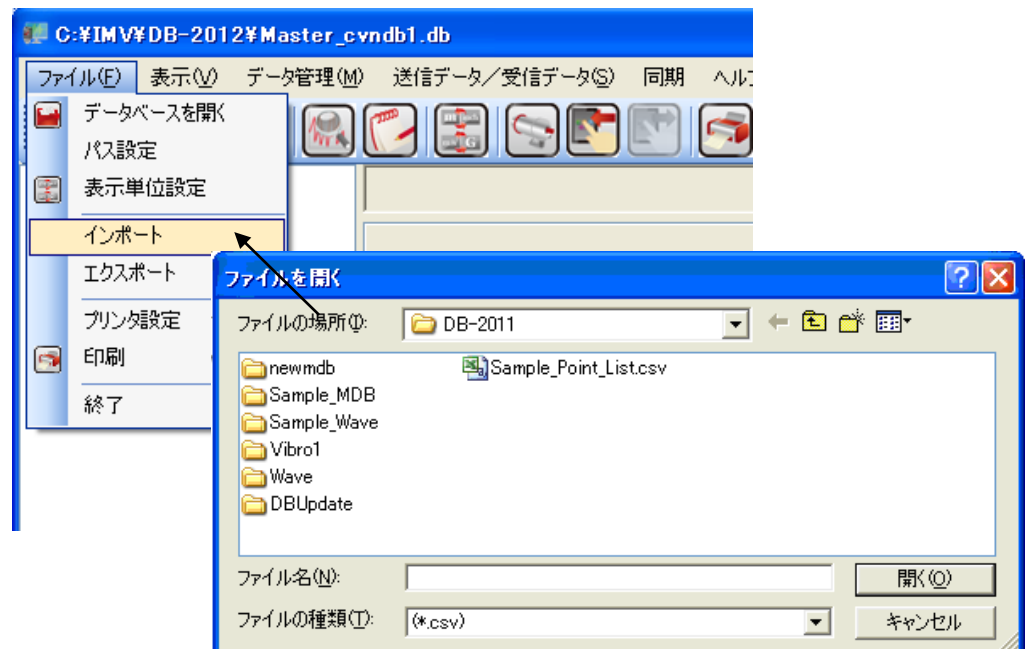 C:¥IMV¥DB-2012¥Master_cvndb1.db
ファイル(F) 表示(V) データ管理(M) 送信データ／受信データ(S) 同期 ヘル
データベースを開く
パス設定
表示単位設定
インポート
エクスポート
プリンタ設定
印刷
終了
ファイルを開く
ファイルの場所(I): DB-2011
newmdb Sample_Point_List.csv
Sample_MDB
Sample_Wave
Vibro1
Wave
DBUpdate
ファイル名(N): 開く(O)
ファイルの種類(T): (*.csv) キャンセル